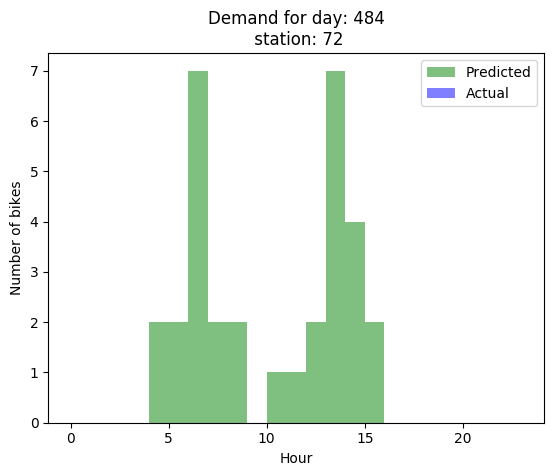 Demand for day: 484
station: 72
Predicted
Actual
Number of bikes
7
6
5
4
3
2
1
0
0 5 10 15 20
Hour